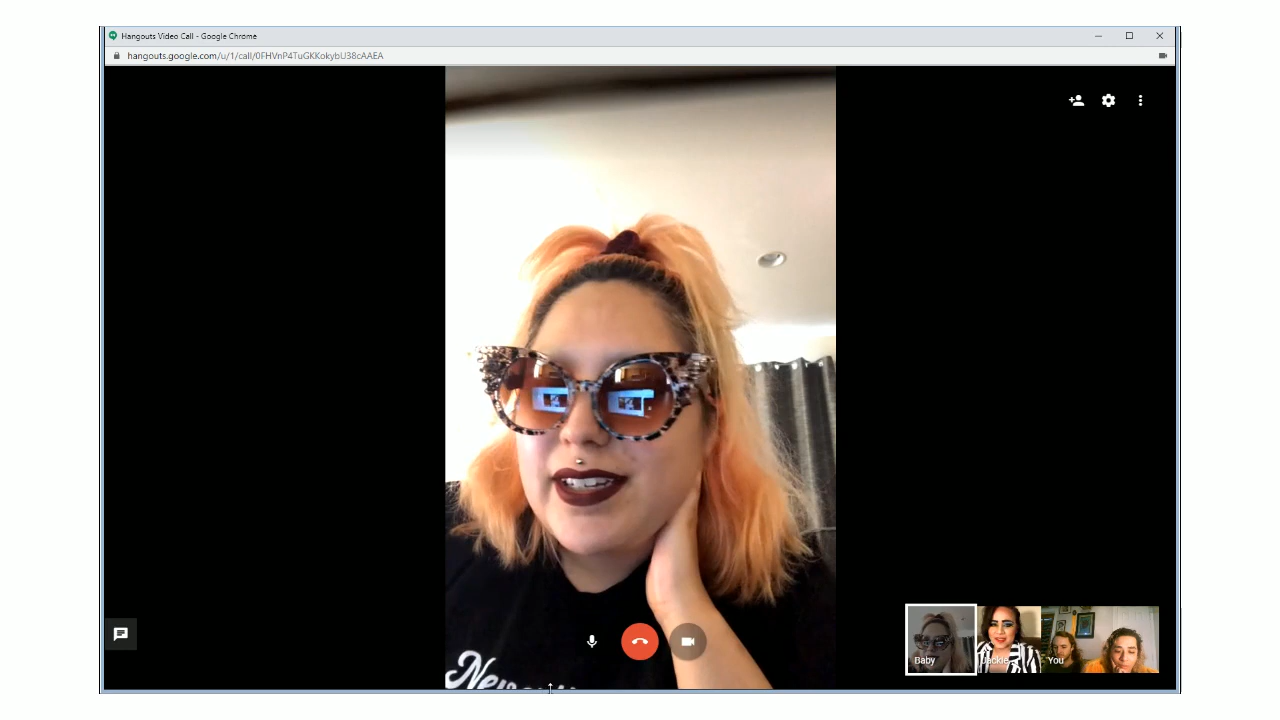 Hangouts Video Call - Google Chrome
hangouts.google.com/u/1/call/0FHVnP4TuGKKokybU38cAAEA
Baby
Jackie
You